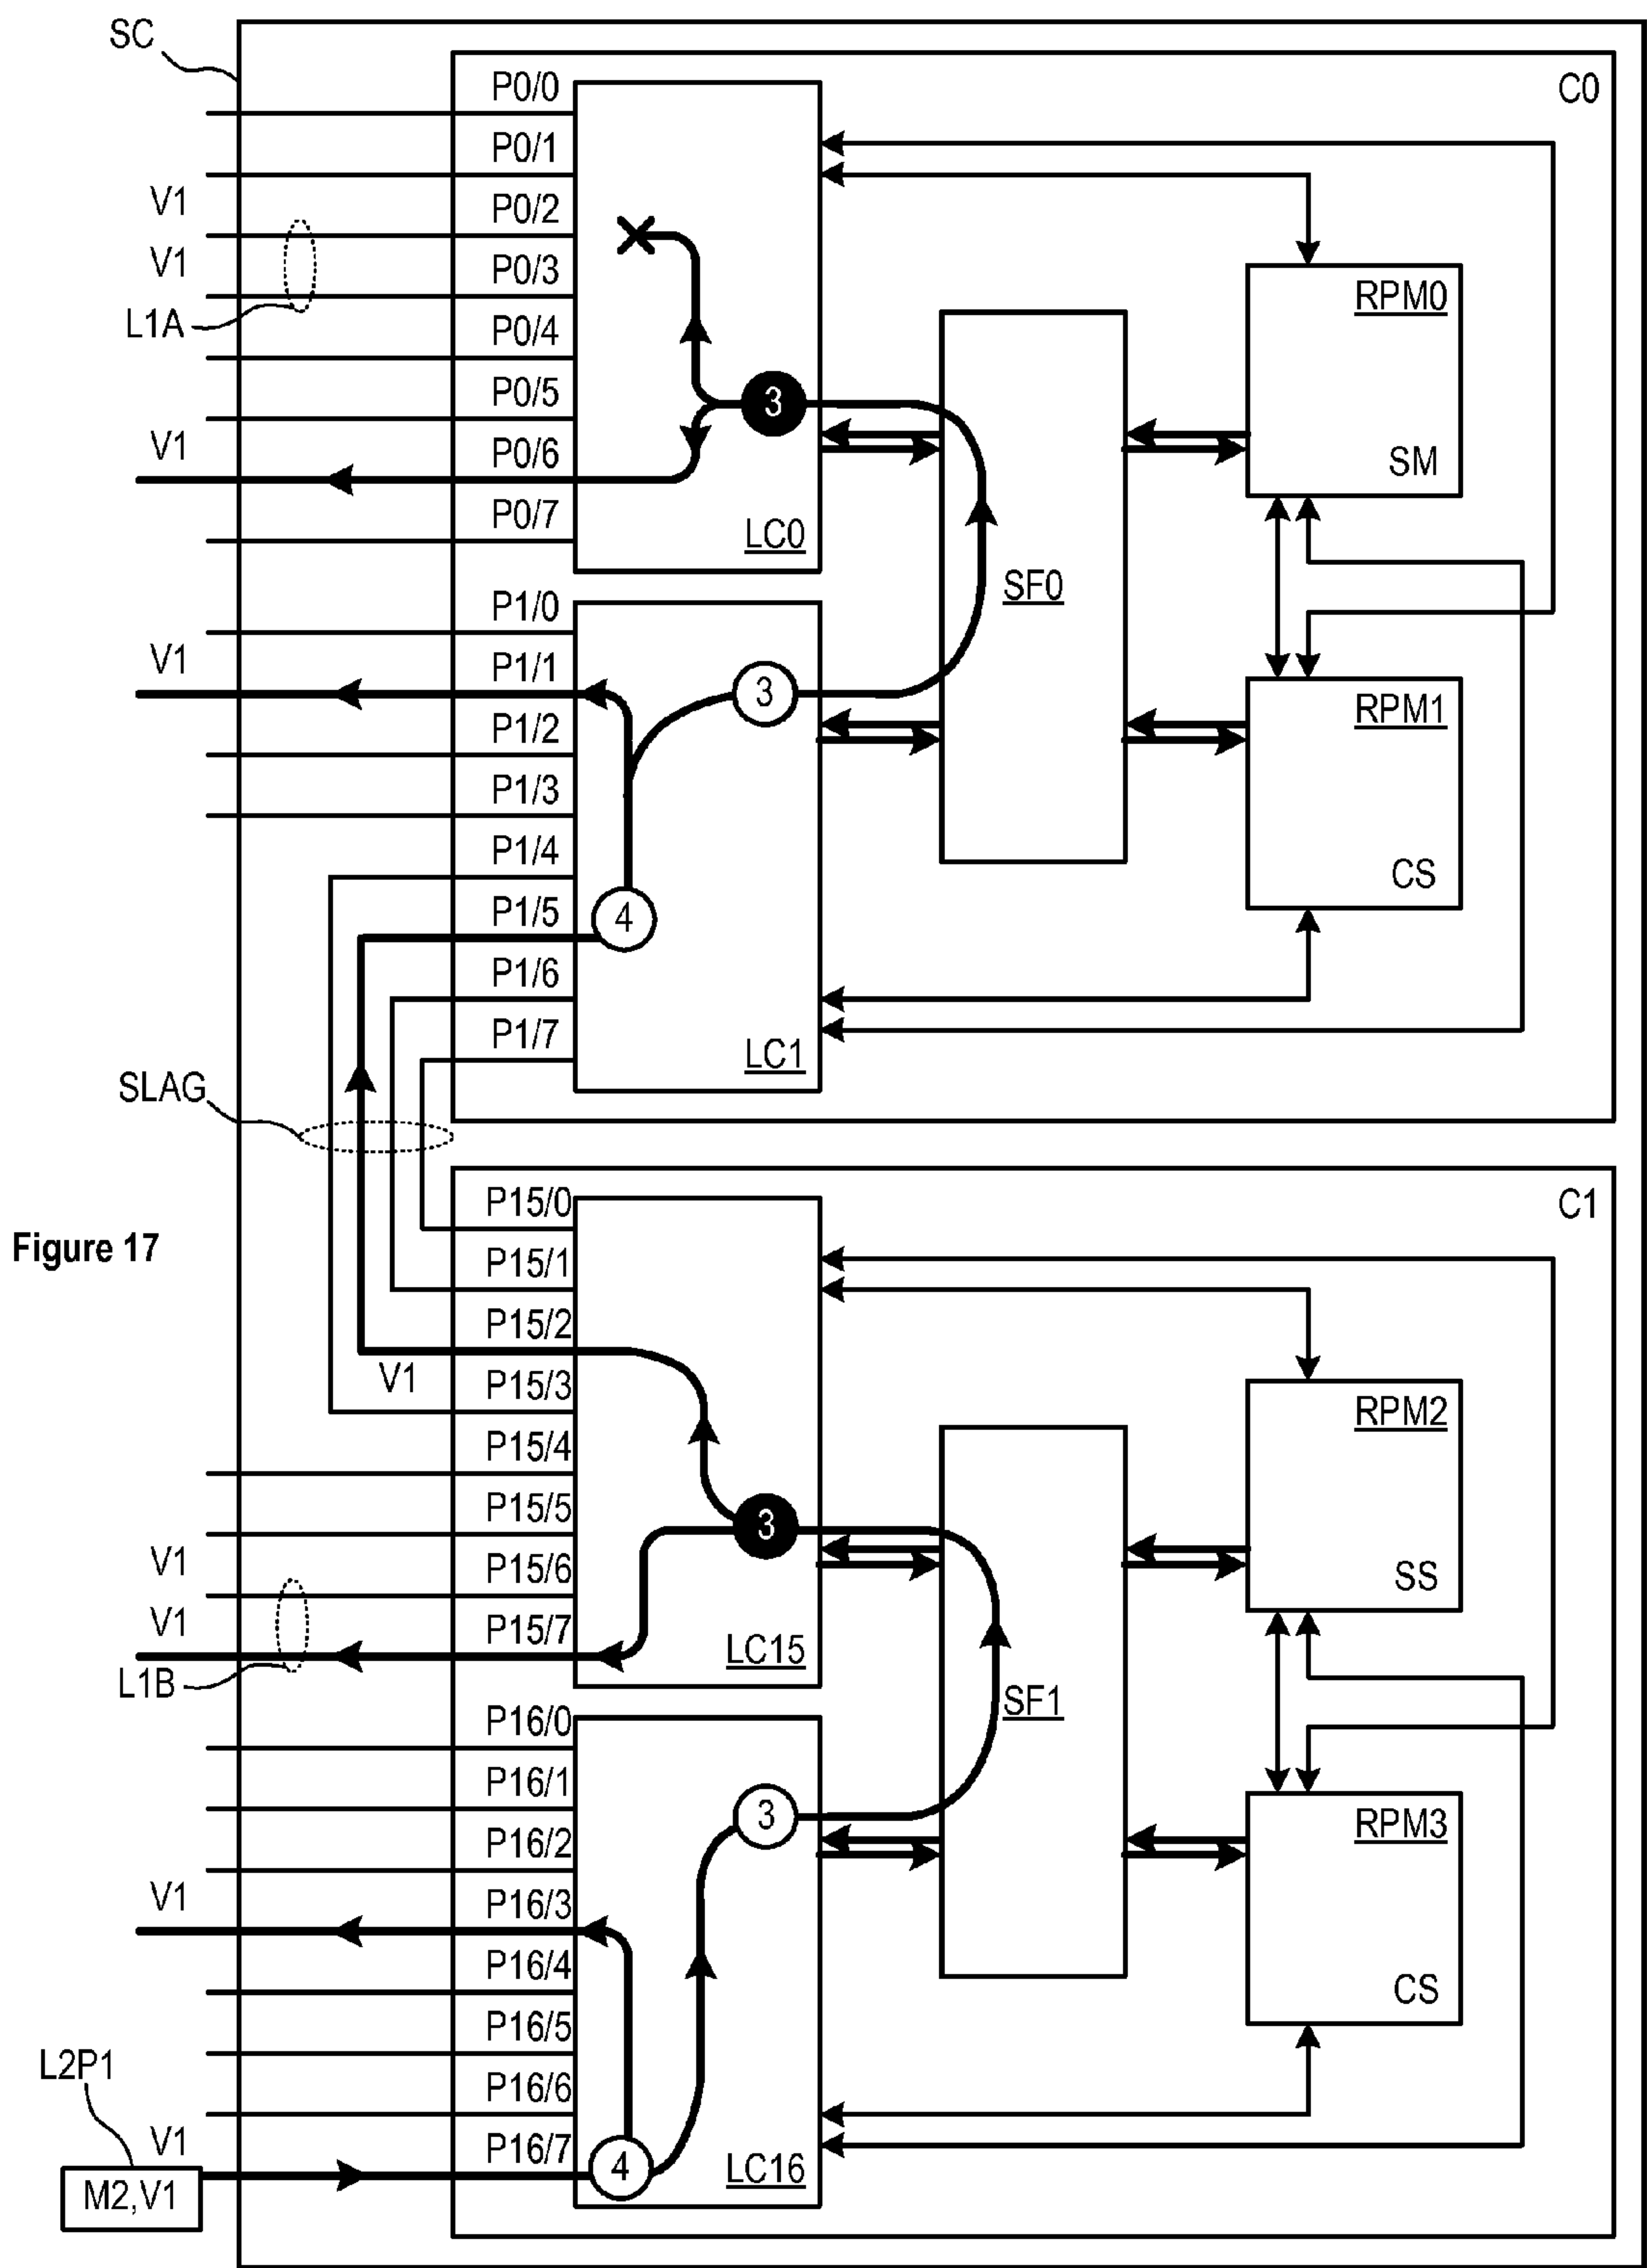 SC
C0
P0/0
P0/1
V1
P0/2
V1
P0/3
L1A
P0/4
P0/5
V1
P0/6
P0/7
3
LC0
RPM0
SM
SF0
P1/0
V1
P1/1
P1/2
P1/3
P1/4
P1/5
P1/6
P1/7
3
4
LC1
RPM1
CS
SLAG
Figure 17
C1
P15/0
P15/1
P15/2
V1
P15/3
P15/4
P15/5
V1
P15/6
V1
P15/7
L1B
3
LC15
RPM2
SS
SF1
P16/0
P16/1
P16/2
V1
P16/3
P16/4
P16/5
P16/6
V1
P16/7
3
4
LC16
RPM3
CS
L2P1
M2,V1